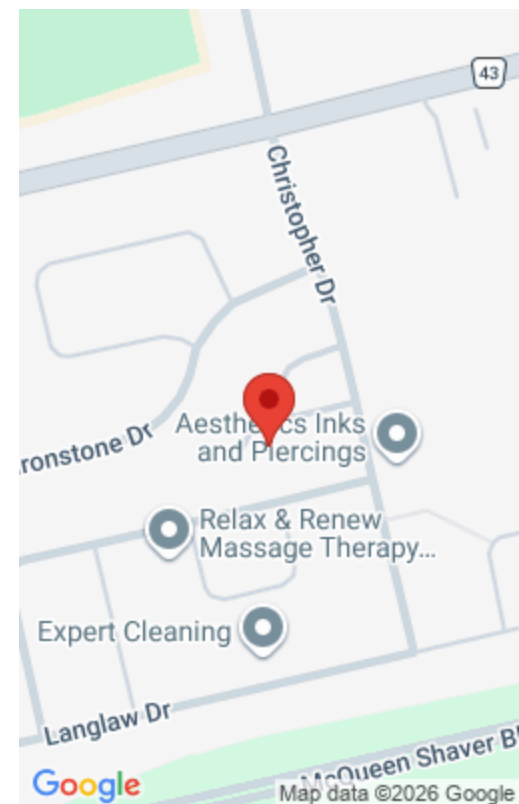 43
Christopher Dr
Aesthetics Inks
and Piercings
ronstone Dr
Relax & Renew
Massage Therapy...
Expert Cleaning
Langlaw Dr
McQueen Shaver Bl
Google
Map data ©2026 Google